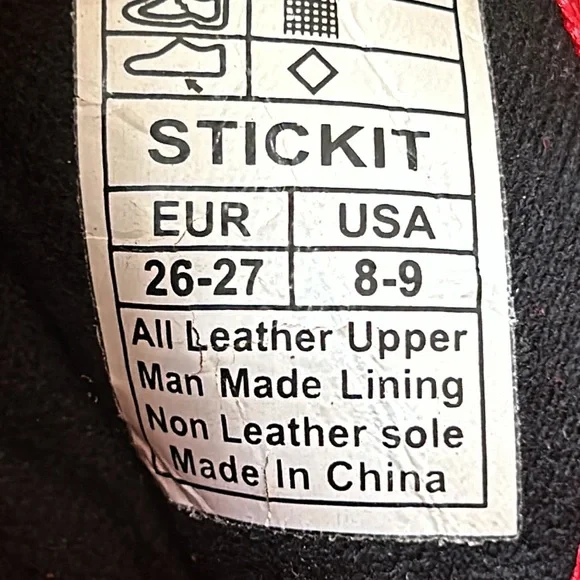 STICKIT
EUR USA
26-27 8-9
All Leather Upper
Man Made Lining
Non Leather sole
Made In China